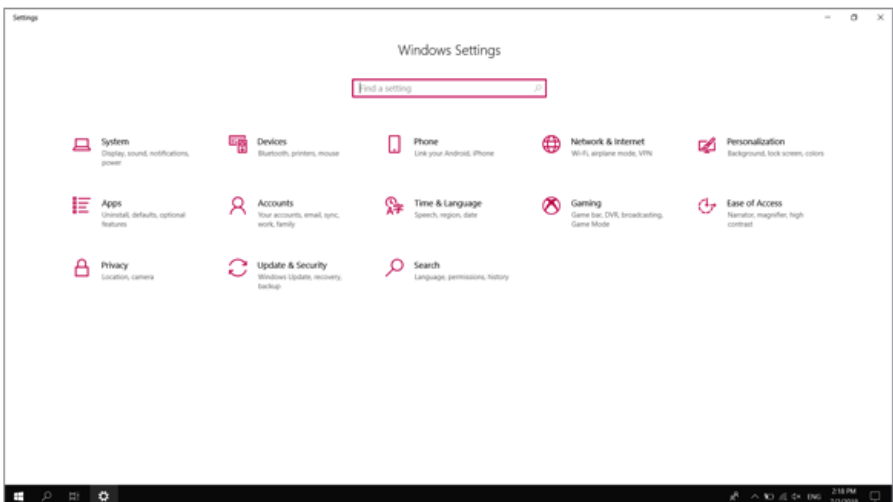 Settings
Windows Settings
Find a setting
System
Display, sound, notifications,
power
Devices
Bluetooth, printers, mouse
Phone
Link your Android, iPhone
Network & Internet
Wi-Fi, airplane mode, VPN
Personalization
Background, lock screen, colors
Apps
Uninstall, defaults, optional
features
Accounts
Your accounts, email, sync,
work, family
Time & Language
Speech, region, date
Gaming
Game bar, DVR, broadcasting,
Game Mode
Ease of Access
Narrator, magnifier, high
contrast
Privacy
Location, camera
Update & Security
Windows Update, recovery,
backup
Search
Language, permissions, history
ENG
2:18 PM